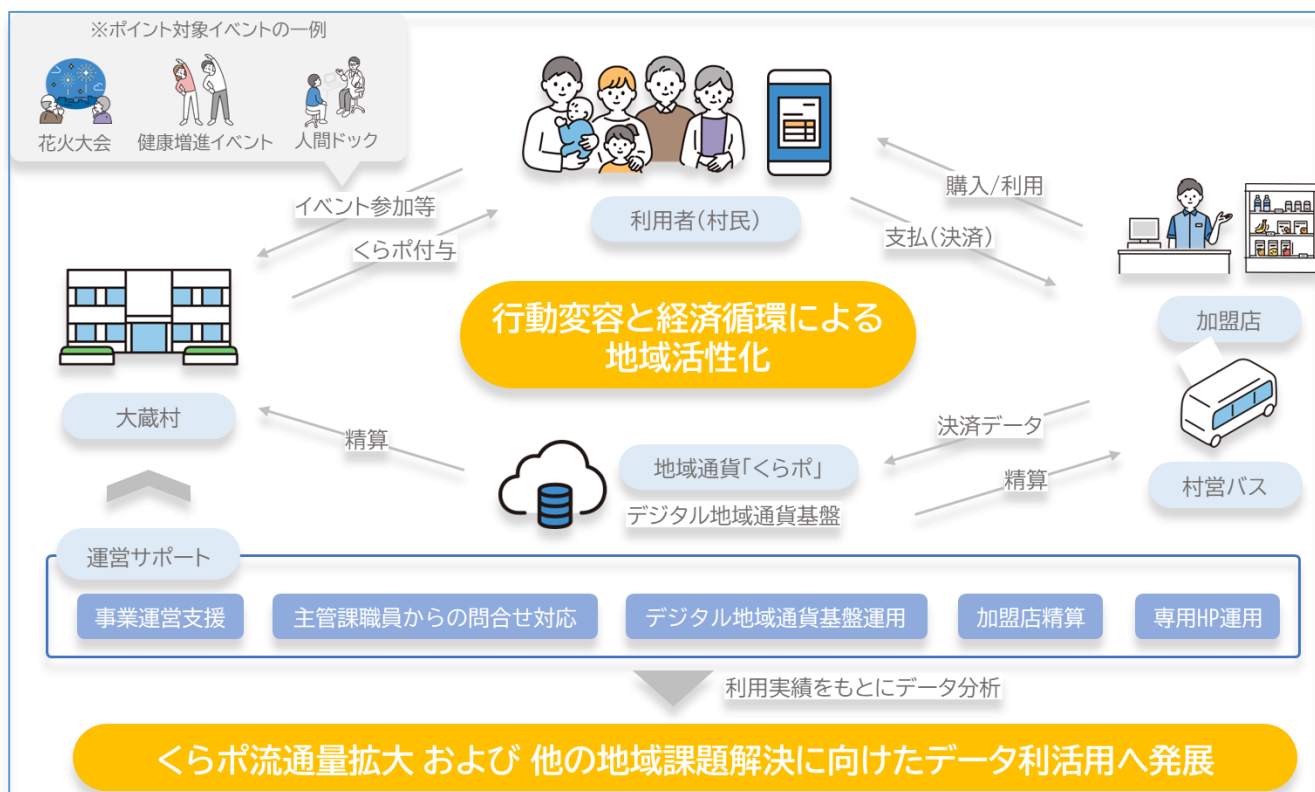 ※ポイント対象イベントの一例
花火大会
健康増進イベント
人間ドック
イベント参加等
くらポ付与
利用者(村民)
購入/利用
支払(決済)
加盟店
行動変容と経済循環による
地域活性化
大蔵村
精算
地域通貨「くらポ」
デジタル地域通貨基盤
決済データ
精算
村営バス
運営サポート
事業運営支援
主管課職員からの問合せ対応
デジタル地域通貨基盤運用
加盟店精算
専用HP運用
利用実績をもとにデータ分析
くらポ流通量拡大 および 他の地域課題解決に向けたデータ利活用へ発展